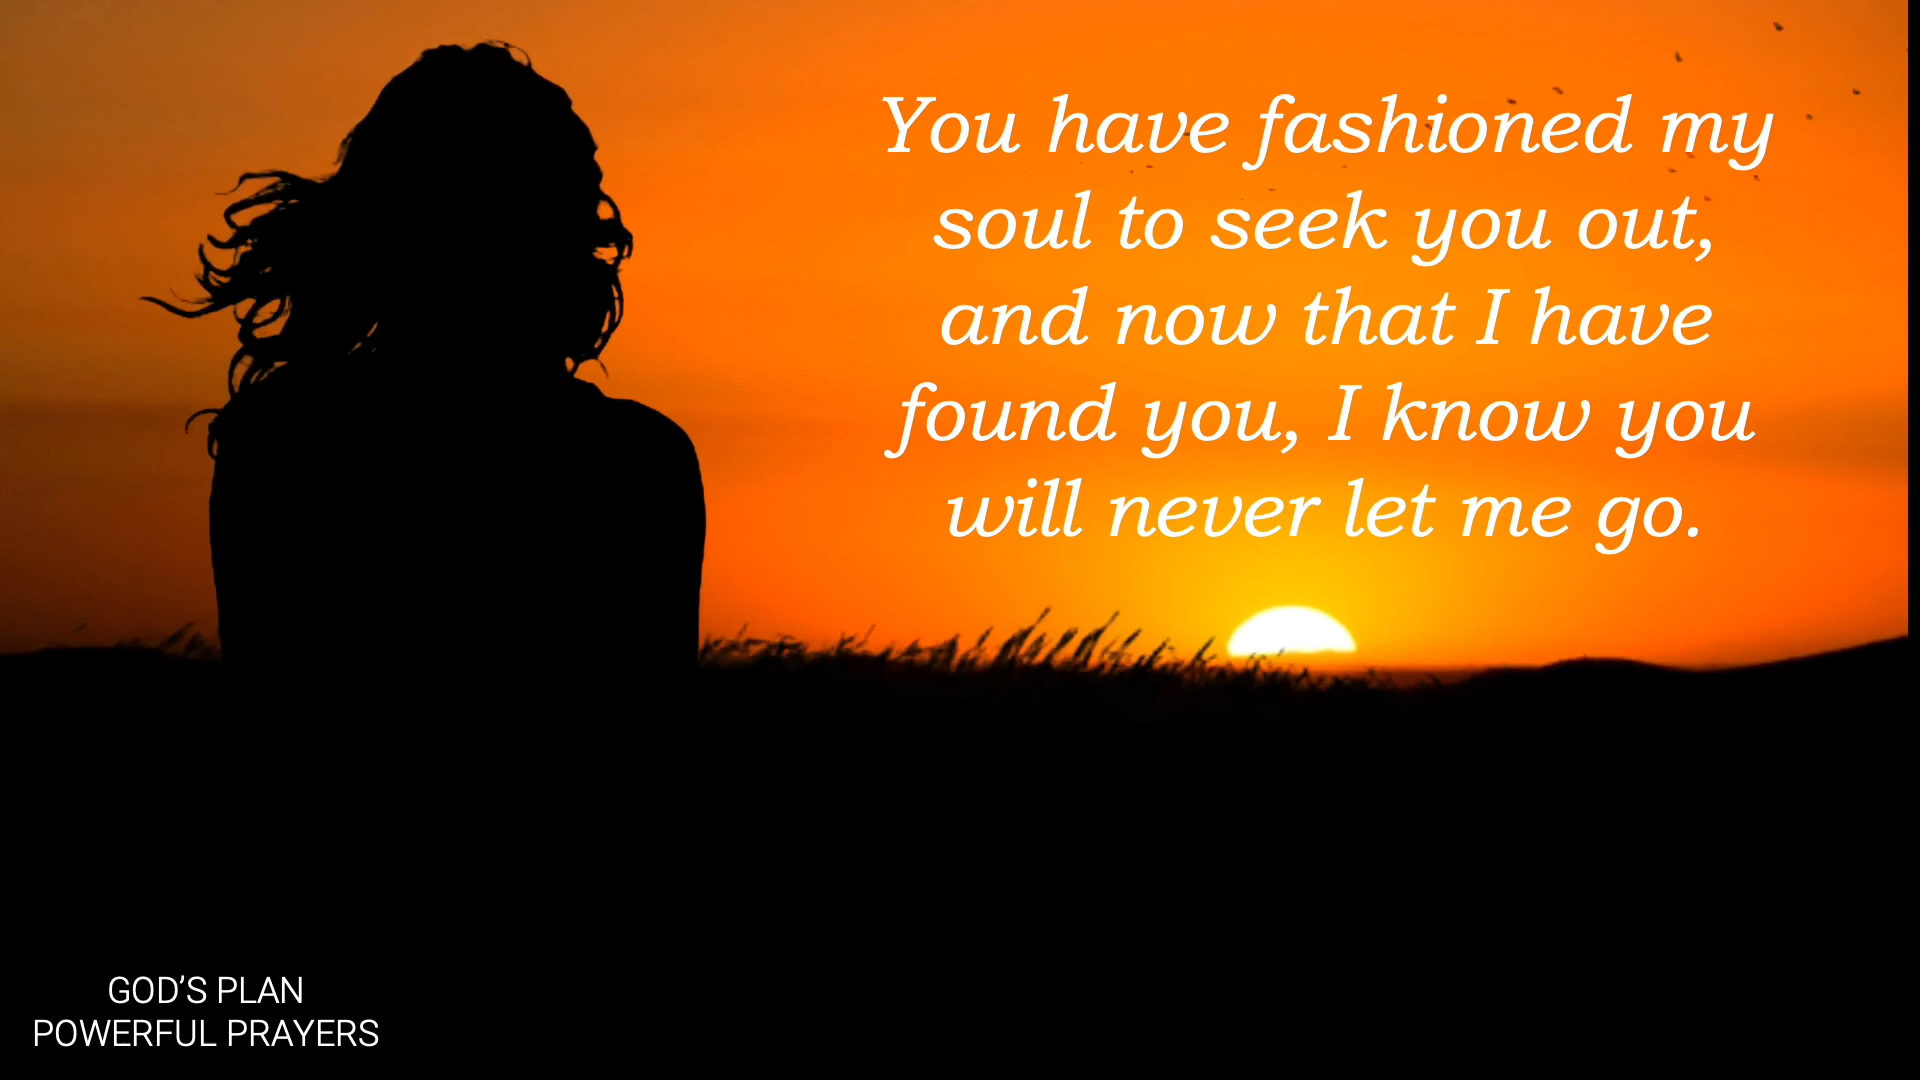 You have fashioned my
soul to seek you out,
and now that I have
found you, I know you
will never let me go.
GOD’S PLAN
POWERFUL PRAYERS